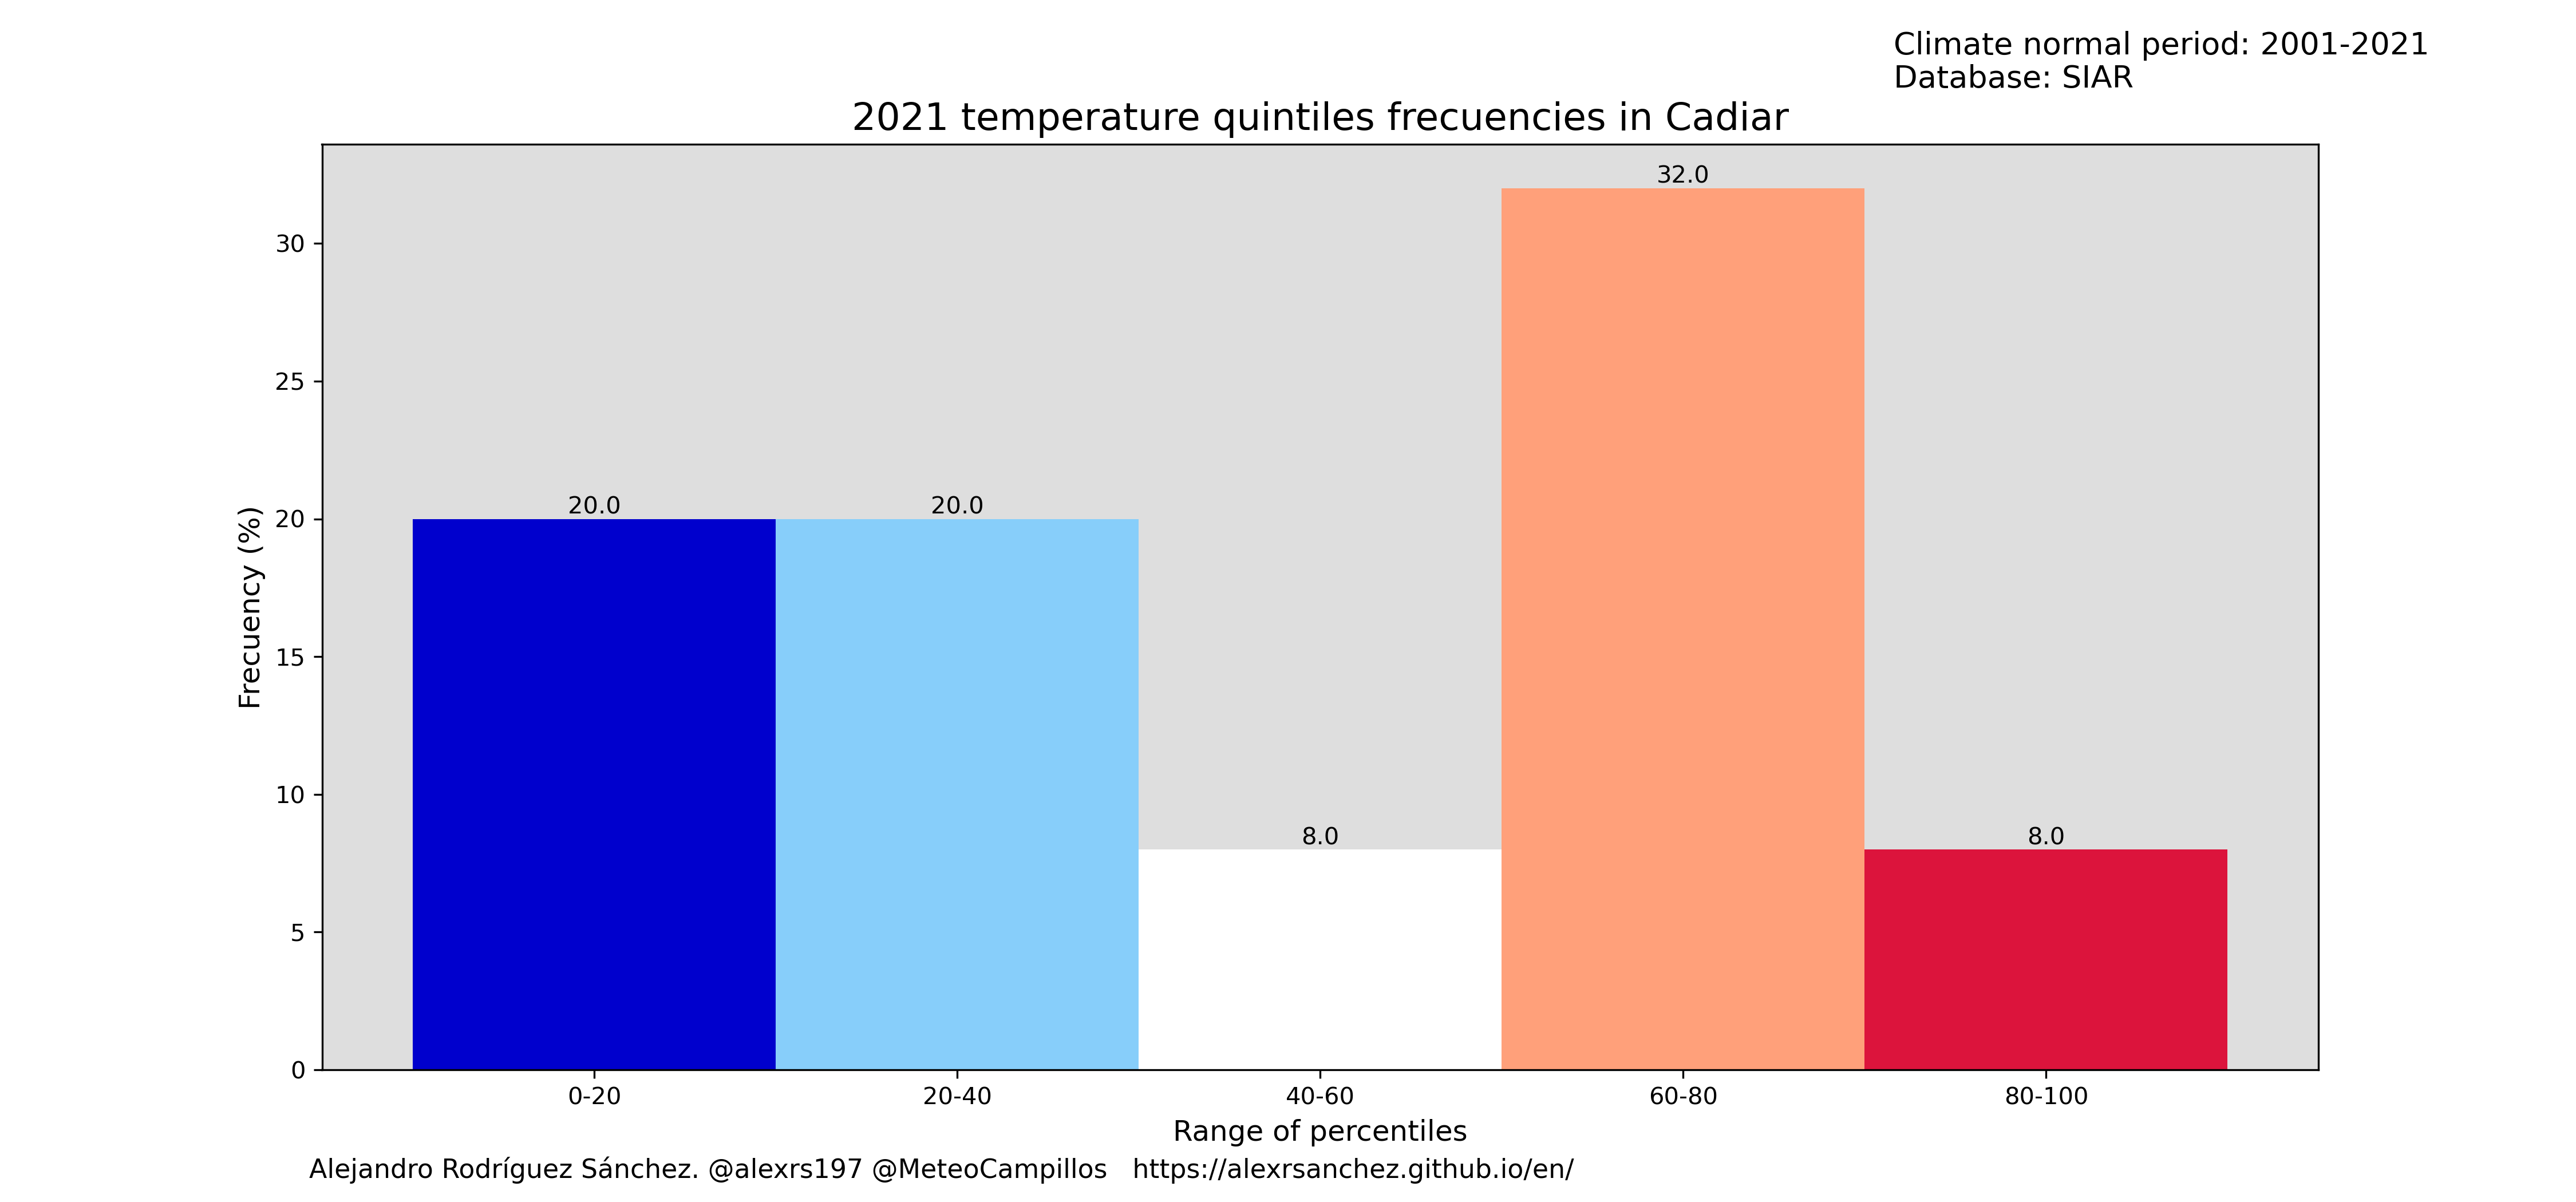 Climate normal period: 2001-2021
Database: SIAR
2021 temperature quintiles frecuencies in Cadiar
32.0
30
25
20.0
20.0
20
Frecuency (%)
15
10
8.0
8.0
5
0
0-20
20-40
40-60
60-80
80-100
Range of percentiles
Alejandro Rodríguez Sánchez. @alexrs197 @MeteoCampillos https://alexrsanchez.github.io/en/